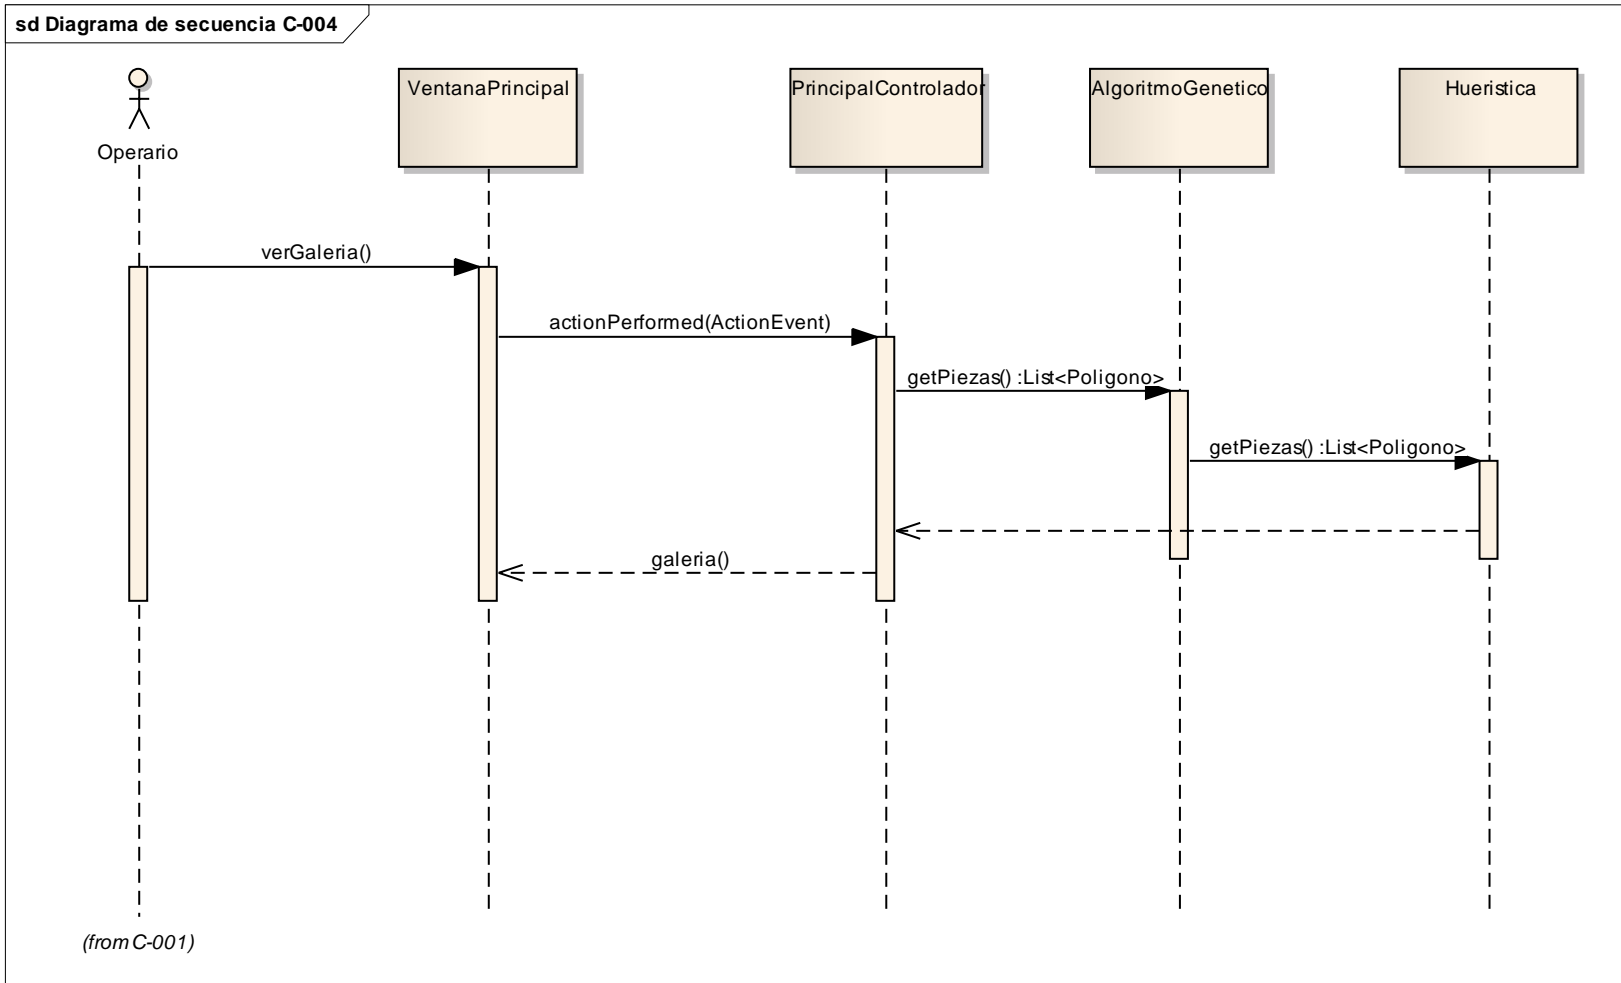 sd Diagrama de secuencia C-004
Operario
VentanaPrincipal
PrincipalControlador
AlgoritmoGenetico
Hueristica
verGaleria()
actionPerformed(ActionEvent)
getPiezas() :List<Poligono>
getPiezas() :List<Poligono>
galeria()
(from C-001)